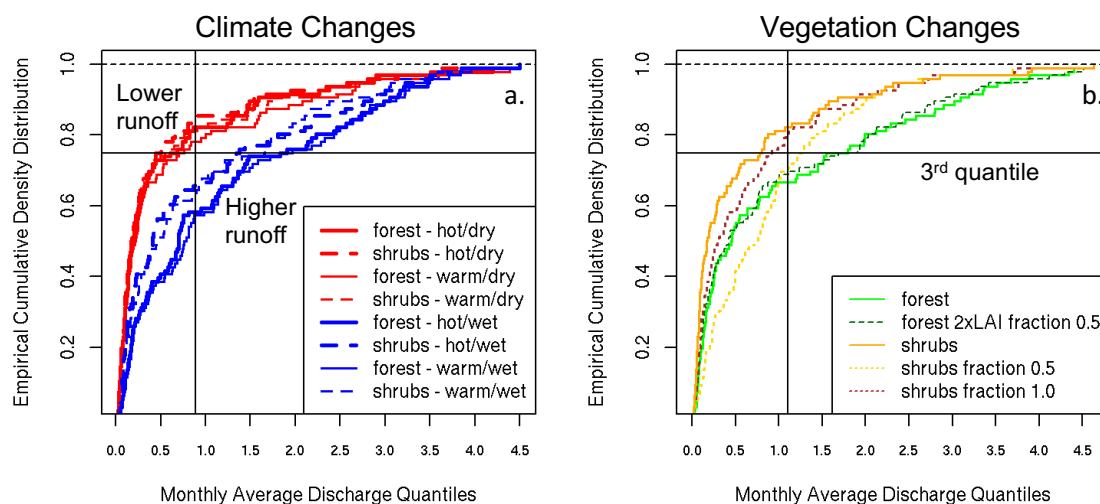 Climate Changes
Empirical Cumulative Density Distribution
1.0
0.8
0.6
0.4
0.2
Lower
runoff
a.
Higher
runoff
forest - hot/dry
shrubs - hot/dry
forest - warm/dry
shrubs - warm/dry
forest - hot/wet
shrubs - hot/wet
forest - warm/wet
shrubs - warm/wet
0.0 0.5 1.0 1.5 2.0 2.5 3.0 3.5 4.0 4.5
Monthly Average Discharge Quantiles
Vegetation Changes
Empirical Cumulative Density Distribution
1.0
0.8
0.6
0.4
0.2
b.
3rd quantile
forest
forest 2xLAI fraction 0.5
shrubs
shrubs fraction 0.5
shrubs fraction 1.0
0.0 0.5 1.0 1.5 2.0 2.5 3.0 3.5 4.0 4.5
Monthly Average Discharge Quantiles